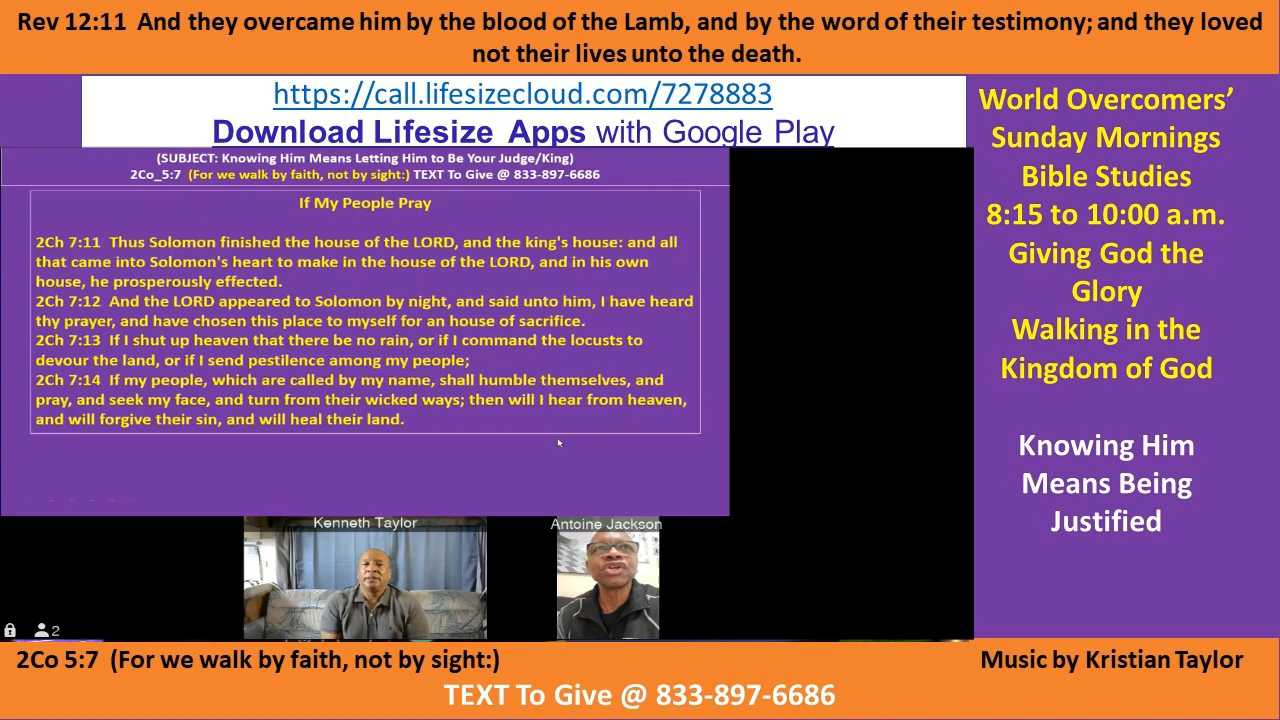 Rev 12:11  And they overcame him by the blood of the Lamb, and by the word of their testimony; and they loved
not their lives unto the death.
https://call.lifesizecloud.com/7278883
Download Lifesize Apps with Google Play
(SUBJECT: Knowing Him Means Letting Him to Be Your Judge/King)
2Co_5:7  (For we walk by faith, not by sight:) TEXT To Give @ 833-897-6686
If My People Pray
2Ch 7:11  Thus Solomon finished the house of the LORD, and the king's house: and all
that came into Solomon's heart to make in the house of the LORD, and in his own
house, he prosperously effected.
2Ch 7:12  And the LORD appeared to Solomon by night, and said unto him, I have heard
thy prayer, and have chosen this place to myself for an house of sacrifice.
2Ch 7:13  If I shut up heaven that there be no rain, or if I command the locusts to
devour the land, or if I send pestilence among my people;
2Ch 7:14  If my people, which are called by my name, shall humble themselves, and
pray, and seek my face, and turn from their wicked ways; then will I hear from heaven,
and will forgive their sin, and will heal their land.
Kenneth Taylor
Antoine Jackson
2
World Overcomers’
Sunday Mornings
Bible Studies
8:15 to 10:00 a.m.
Giving God the
Glory
Walking in the
Kingdom of God
Knowing Him
Means Being
Justified
2Co 5:7  (For we walk by faith, not by sight:)
Music by Kristian Taylor
TEXT To Give @ 833-897-6686